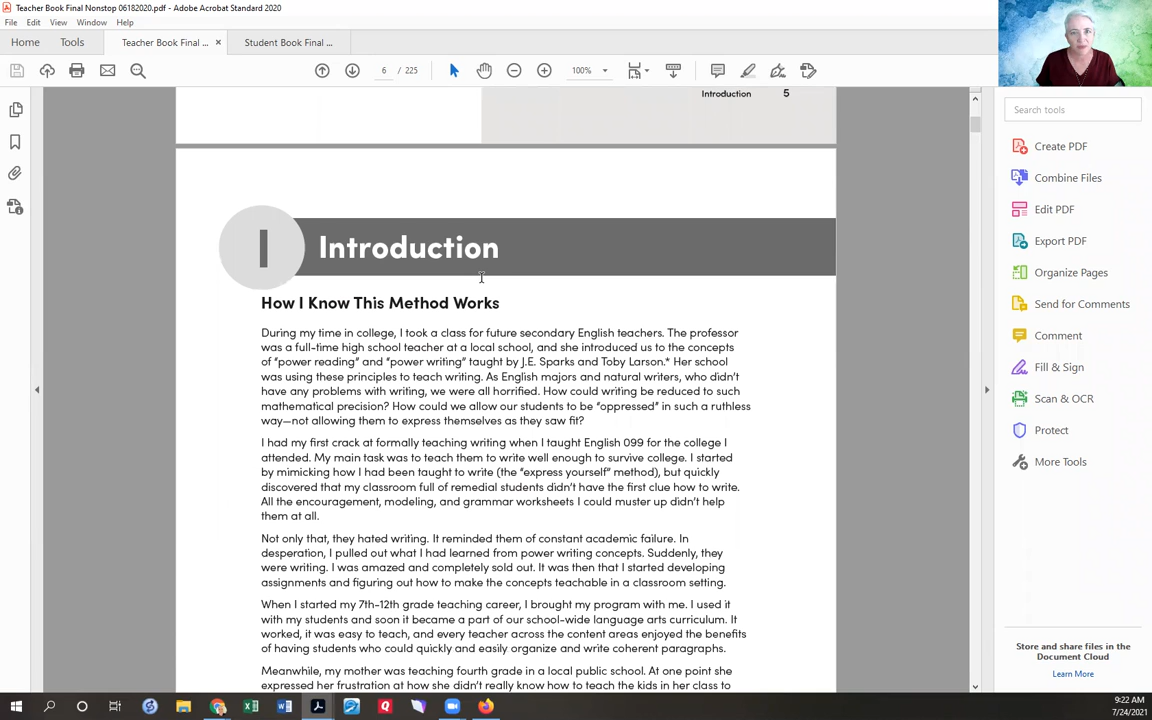 Teacher Book Final Nonstop 06182020.pdf - Adobe Acrobat Standard 2020
File Edit View Window Help
Home Tools Teacher Book Final ... × Student Book Final ...
6 / 225 100%
Introduction 5
I Introduction
How I Know This Method Works
During my time in college, I took a class for future secondary English teachers. The professor
was a full-time high school teacher at a local school, and she introduced us to the concepts
of “power reading” and “power writing” taught by J.E. Sparks and Toby Larson.* Her school
was using these principles to teach writing. As English majors and natural writers, who didn’t
have any problems with writing, we were all horrified. How could writing be reduced to such
mathematical precision? How could we allow our students to be “oppressed” in such a ruthless
way—not allowing them to express themselves as they saw fit?
I had my first crack at formally teaching writing when I taught English 099 for the college I
attended. My main task was to teach them to write well enough to survive college. I started
by mimicking how I had been taught to write (the “express yourself” method), but quickly
discovered that my classroom full of remedial students didn’t have the first clue how to write.
All the encouragement, modeling, and grammar worksheets I could muster up didn’t help
them at all.
Not only that, they hated writing. It reminded them of constant academic failure. In
desperation, I pulled out what I had learned from power writing concepts. Suddenly, they
were writing. I was amazed and completely sold out. It was then that I started developing
assignments and figuring out how to make the concepts teachable in a classroom setting.
When I started my 7th-12th grade teaching career, I brought my program with me. I used it
with my students and soon it became a part of our school-wide language arts curriculum. It
worked, it was easy to teach, and every teacher across the content areas enjoyed the benefits
of having students who could quickly and easily organize and write coherent paragraphs.
Meanwhile, my mother was teaching fourth grade in a local public school. At one point she
expressed her frustration at how she didn’t really know how to teach the kids in her class to
Search tools
Create PDF
Combine Files
Edit PDF
Export PDF
Organize Pages
Send for Comments
Comment
Fill & Sign
Scan & OCR
Protect
More Tools
Store and share files in the
Document Cloud
Learn More
9:22 AM
7/24/2021